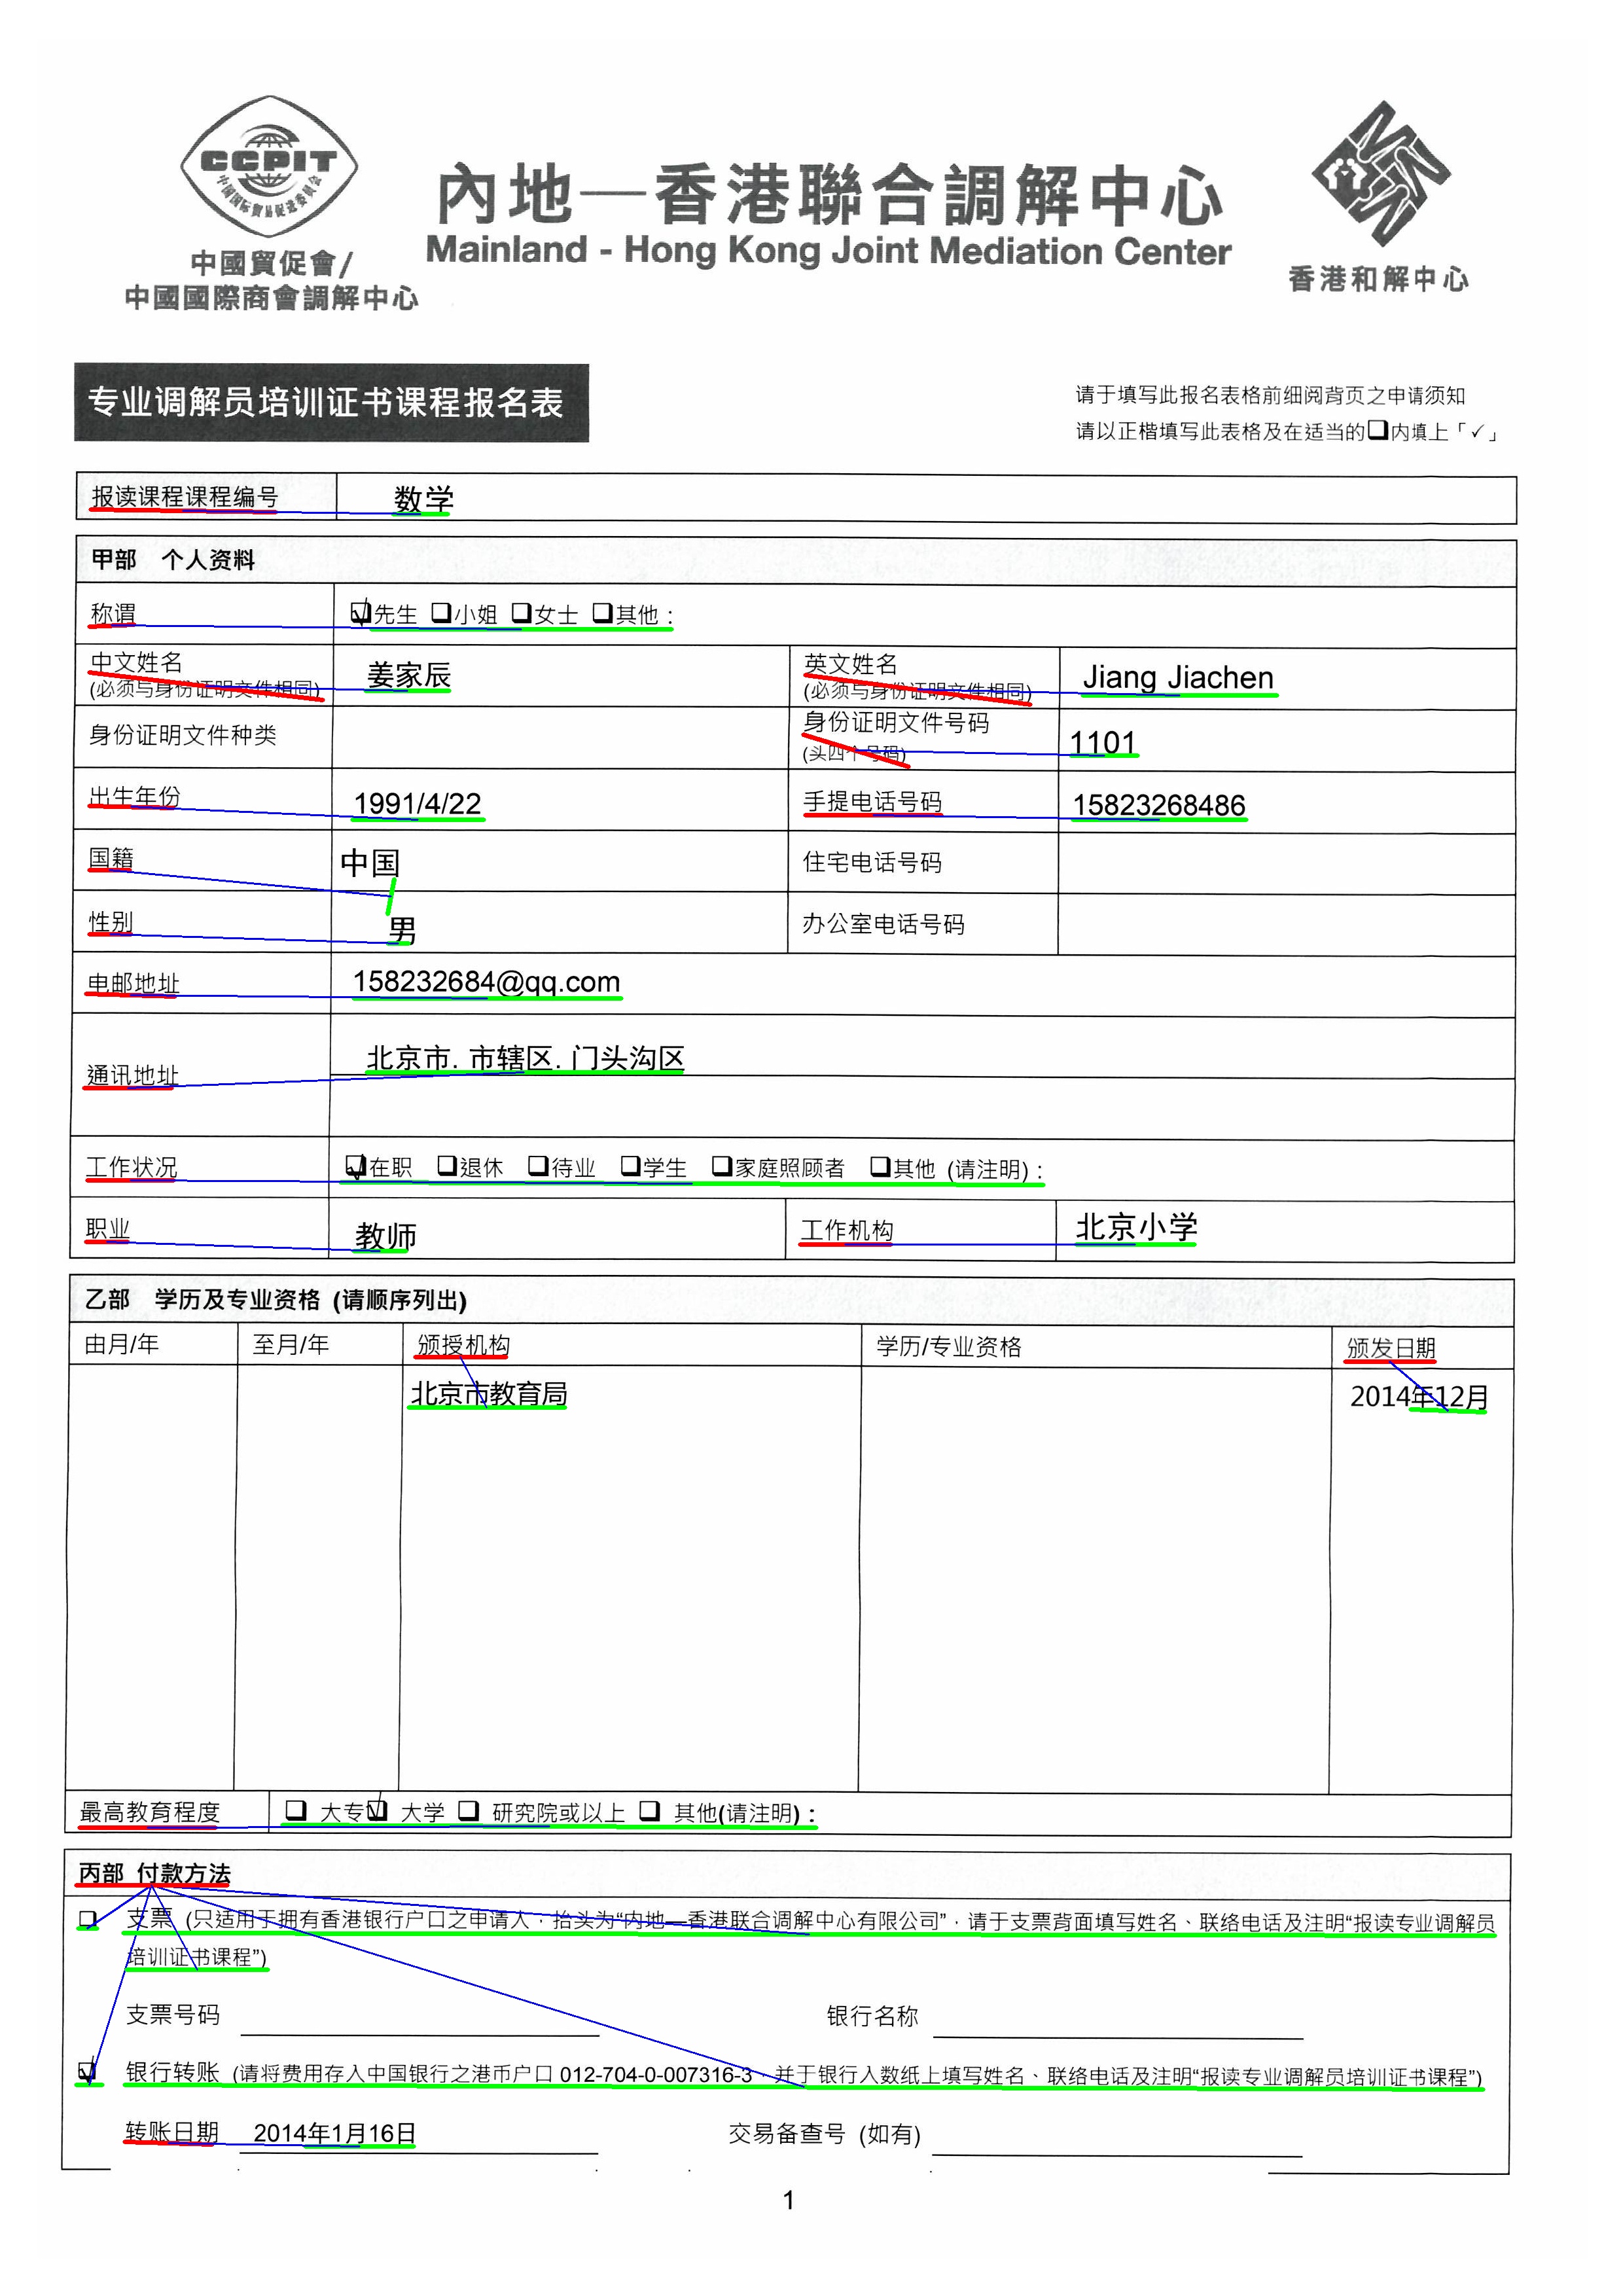 CCPIT
中国国际贸易促进委员会
中國貿促會/
中國國際商會調解中心
內地—香港聯合調解中心
Mainland - Hong Kong Joint Mediation Center
香港和解中心
专业调解员培训证书课程报名表
请于填写此报名表格前细阅背页之申请须知
请以正楷填写此表格及在适当的❑内填上「✓」
报读课程课程编号 数学
甲部 个人资料
称谓 ☑先生 ❑小姐 ❑女士 ❑其他：
中文姓名 姜家辰 英文姓名 Jiang Jiachen
(必须与身份证明文件相同) (必须与身份证明文件相同)
身份证明文件种类 身份证明文件号码 1101
(头四个号码)
出生年份 1991/4/22 手提电话号码 15823268486
国籍 中国 住宅电话号码
性别 男 办公室电话号码
电邮地址 158232684@qq.com
通讯地址 北京市. 市辖区. 门头沟区
工作状况 ☑在职 ❑退休 ❑待业 ❑学生 ❑家庭照顾者 ❑其他 (请注明)：
职业 教师 工作机构 北京小学
乙部 学历及专业资格 (请顺序列出)
由月/年 至月/年 颁授机构 学历/专业资格 颁发日期
北京市教育局 2014年12月
最高教育程度 ❑ 大专 ☑ 大学 ❑ 研究院或以上 ❑ 其他(请注明)：
丙部 付款方法
❑ 支票 (只适用于拥有香港银行户口之申请人，抬头为“内地—香港联合调解中心有限公司”，请于支票背面填写姓名、联络电话及注明“报读专业调解员
培训证书课程”)
支票号码 银行名称
☑ 银行转账 (请将费用存入中国银行之港币户口 012-704-0-007316-3，并于银行入数纸上填写姓名、联络电话及注明“报读专业调解员培训证书课程”)
转账日期 2014年1月16日 交易备查号 (如有)
1